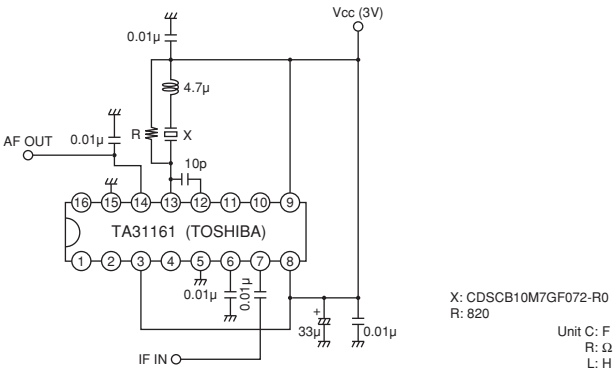 Vcc (3V)
0.01μ
4.7μ
AF OUT
0.01μ
R
X
10p
16 15 14 13 12 11 10 9
TA31161 (TOSHIBA)
1 2 3 4 5 6 7 8
0.01μ
0.01μ
+
33μ
0.01μ
IF IN
X: CDSCB10M7GF072-R0
R: 820
Unit C: F
R: Ω
L: H